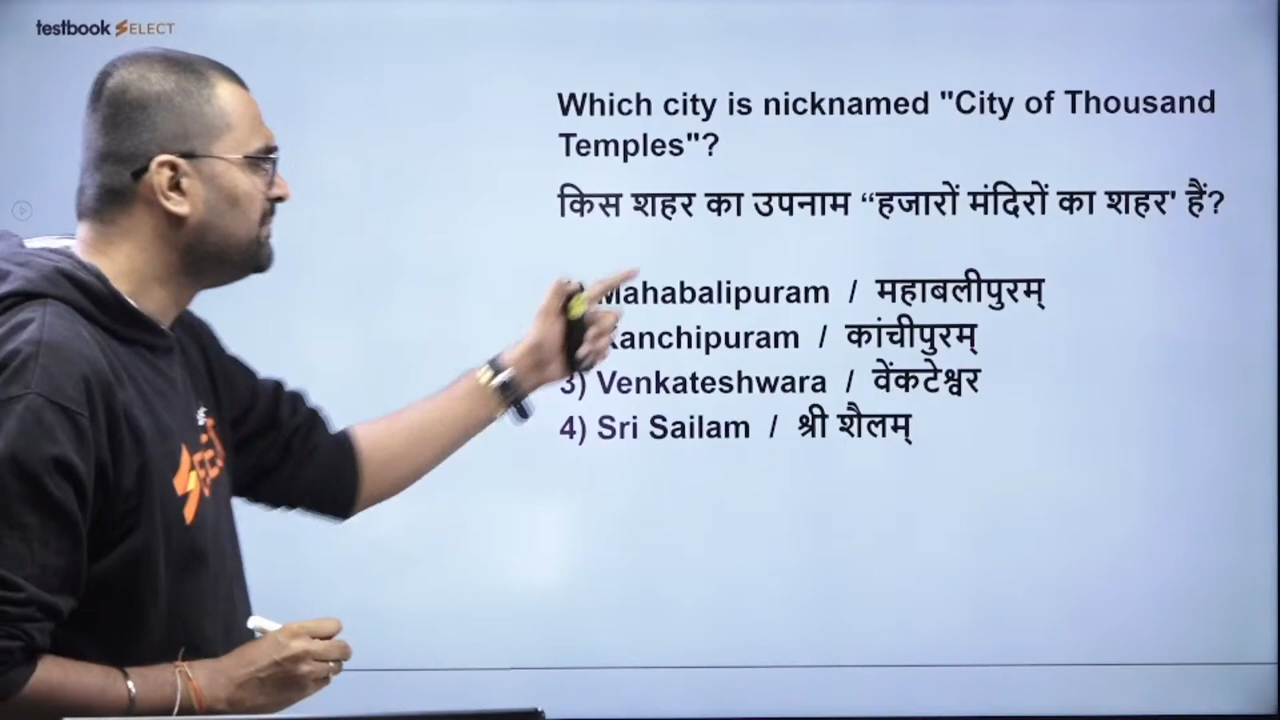 testbook SELECT
Which city is nicknamed "City of Thousand
Temples"?
किस शहर का उपनाम “हजारों मंदिरों का शहर' हैं?
Mahabalipuram / महाबलीपुरम्
Kanchipuram / कांचीपुरम्
3) Venkateshwara / वेंकटेश्वर
4) Sri Sailam / श्री शैलम्